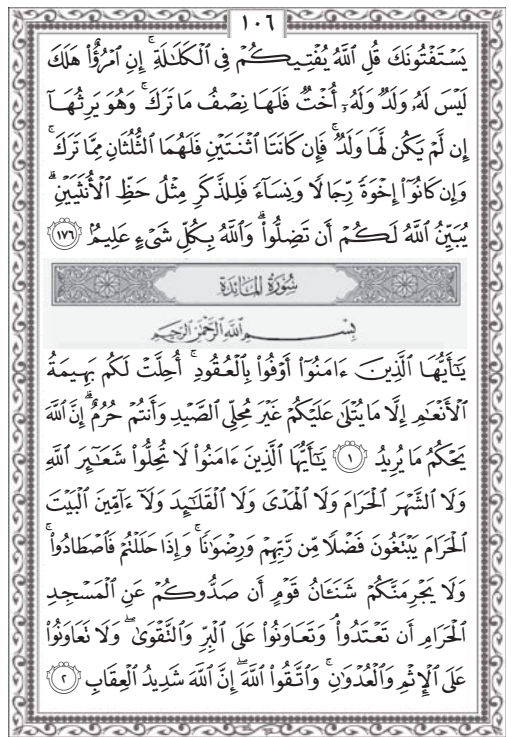 ١٠٦
يَسْتَفْتُونَكَ قُلِ ٱللَّهُ يُفْتِيكُمْ فِى ٱلْكَلَـٰلَةِ ۚ إِنِ ٱمْرُؤٌا۟ هَلَكَ
لَيْسَ لَهُۥ وَلَدٌ وَلَهُۥٓ أُخْتٌ فَلَهَا نِصْفُ مَا تَرَكَ ۚ وَهُوَ يَرِثُهَآ
إِن لَّمْ يَكُن لَّهَا وَلَدٌ ۚ فَإِن كَانَتَا ٱثْنَتَيْنِ فَلَهُمَا ٱلثُّلُثَانِ مِمَّا تَرَكَ ۚ
وَإِن كَانُوٓا۟ إِخْوَةً رِّجَالًا وَنِسَآءً فَلِلذَّكَرِ مِثْلُ حَظِّ ٱلْأُنثَيَيْنِ ۗ
يُبَيِّنُ ٱللَّهُ لَكُمْ أَن تَضِلُّوا۟ ۗ وَٱللَّهُ بِكُلِّ شَىْءٍ عَلِيمٌۢ ١٧٦
سُورَةُ المَائِدَةِ
بِسْمِ ٱللَّهِ ٱلرَّحْمَـٰنِ ٱلرَّحِيمِ
يَـٰٓأَيُّهَا ٱلَّذِينَ ءَامَنُوٓا۟ أَوْفُوا۟ بِٱلْعُقُودِ ۚ أُحِلَّتْ لَكُم بَهِيمَةُ
ٱلْأَنْعَـٰمِ إِلَّا مَا يُتْلَىٰ عَلَيْكُمْ غَيْرَ مُحِلِّى ٱلصَّيْدِ وَأَنتُمْ حُرُمٌ ۗ إِنَّ ٱللَّهَ
يَحْكُمُ مَا يُرِيدُ ١ يَـٰٓأَيُّهَا ٱلَّذِينَ ءَامَنُوا۟ لَا تُحِلُّوا۟ شَعَـٰٓئِرَ ٱللَّهِ
وَلَا ٱلشَّهْرَ ٱلْحَرَامَ وَلَا ٱلْهَدْىَ وَلَا ٱلْقَلَـٰٓئِدَ وَلَآ ءَآمِّينَ ٱلْبَيْتَ
ٱلْحَرَامَ يَبْتَغُونَ فَضْلًا مِّن رَّبِّهِمْ وَرِضْوَٰنًا ۚ وَإِذَا حَلَلْتُمْ فَٱصْطَادُوا۟ ۚ
وَلَا يَجْرِمَنَّكُمْ شَنَـَٔانُ قَوْمٍ أَن صَدُّوكُمْ عَنِ ٱلْمَسْجِدِ
ٱلْحَرَامِ أَن تَعْتَدُوا۟ ۘ وَتَعَاوَنُوا۟ عَلَى ٱلْبِرِّ وَٱلتَّقْوَىٰ ۖ وَلَا تَعَاوَنُوا۟
عَلَى ٱلْإِثْمِ وَٱلْعُدْوَٰنِ ۚ وَٱتَّقُوا۟ ٱللَّهَ ۖ إِنَّ ٱللَّهَ شَدِيدُ ٱلْعِقَابِ ٢